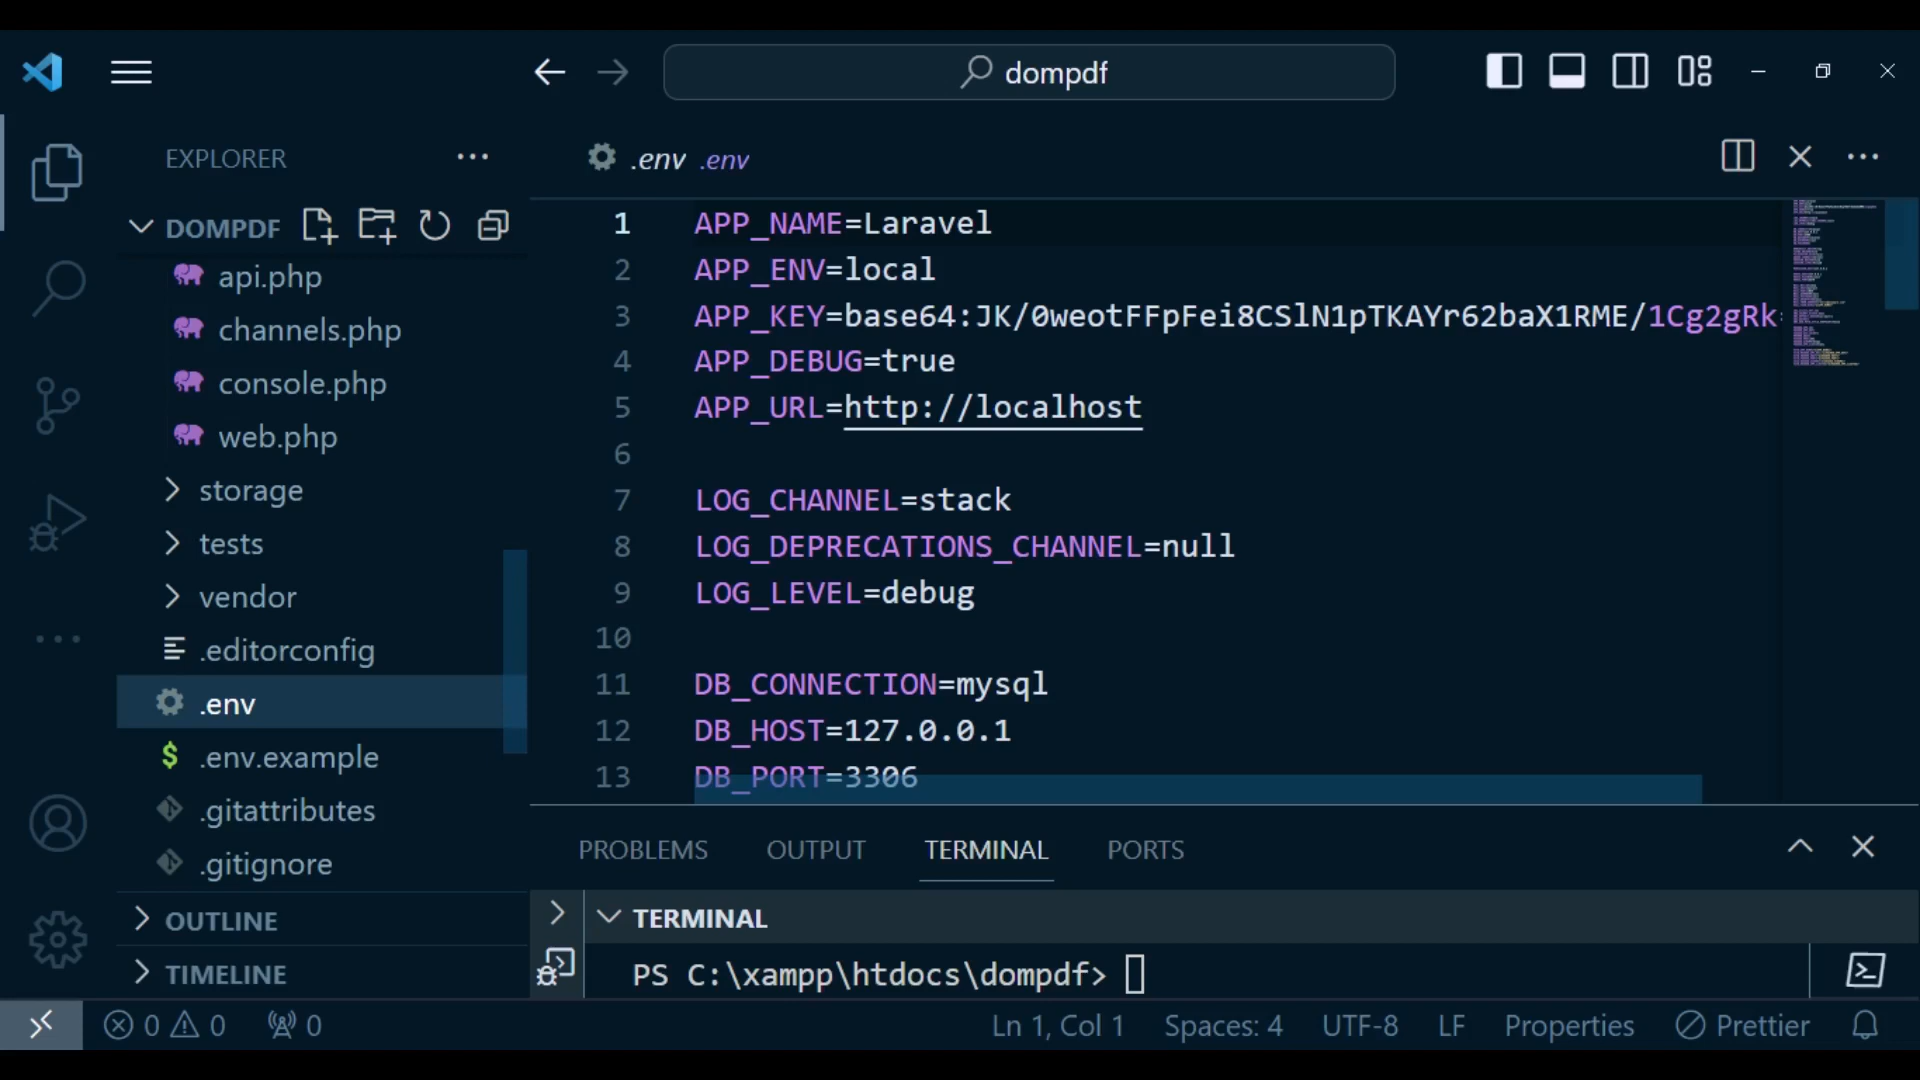 dompdf
EXPLORER
DOMPDF
api.php
channels.php
console.php
web.php
storage
tests
vendor
.editorconfig
.env
.env.example
.gitattributes
.gitignore
OUTLINE
TIMELINE
.env .env
1 APP_NAME=Laravel
2 APP_ENV=local
3 APP_KEY=base64:JK/0weotFFpFei8CSlN1pTKAYr62baX1RME/1Cg2gRk
4 APP_DEBUG=true
5 APP_URL=http://localhost
6
7 LOG_CHANNEL=stack
8 LOG_DEPRECATIONS_CHANNEL=null
9 LOG_LEVEL=debug
10
11 DB_CONNECTION=mysql
12 DB_HOST=127.0.0.1
13 DB_PORT=3306
PROBLEMS OUTPUT TERMINAL PORTS
TERMINAL
PS C:\xampp\htdocs\dompdf>
0 0 0 Ln 1, Col 1 Spaces: 4 UTF-8 LF Properties Prettier